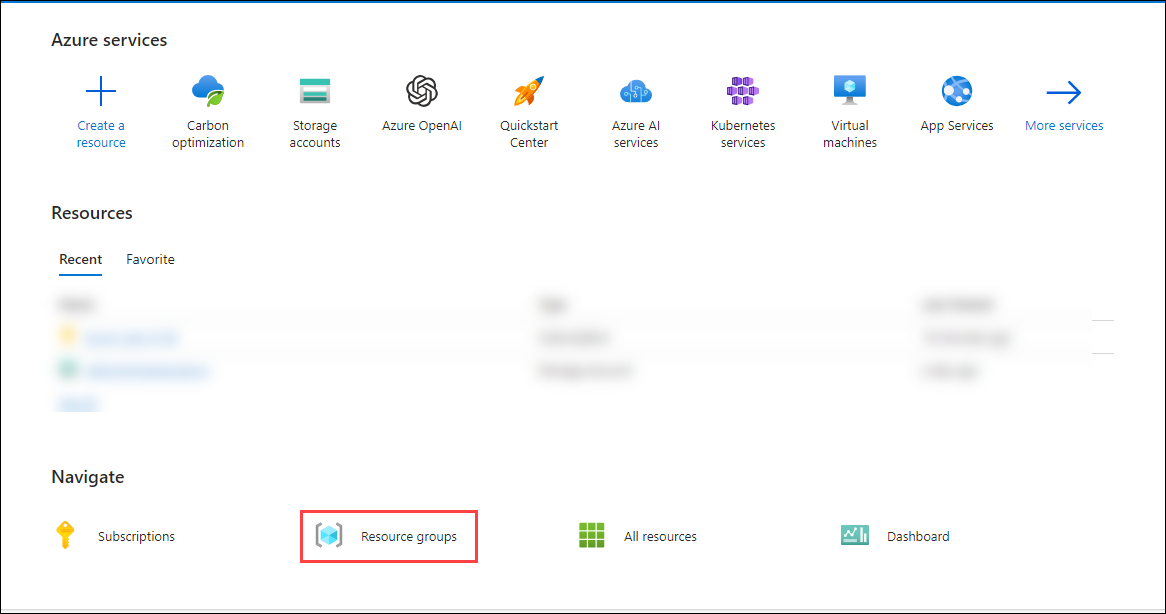 Azure services
Create a
resource
Carbon
optimization
Storage
accounts
Azure OpenAI
Quickstart
Center
Azure AI
services
Kubernetes
services
Virtual
machines
App Services
More services
Resources
Recent
Favorite
Navigate
Subscriptions
Resource groups
All resources
Dashboard